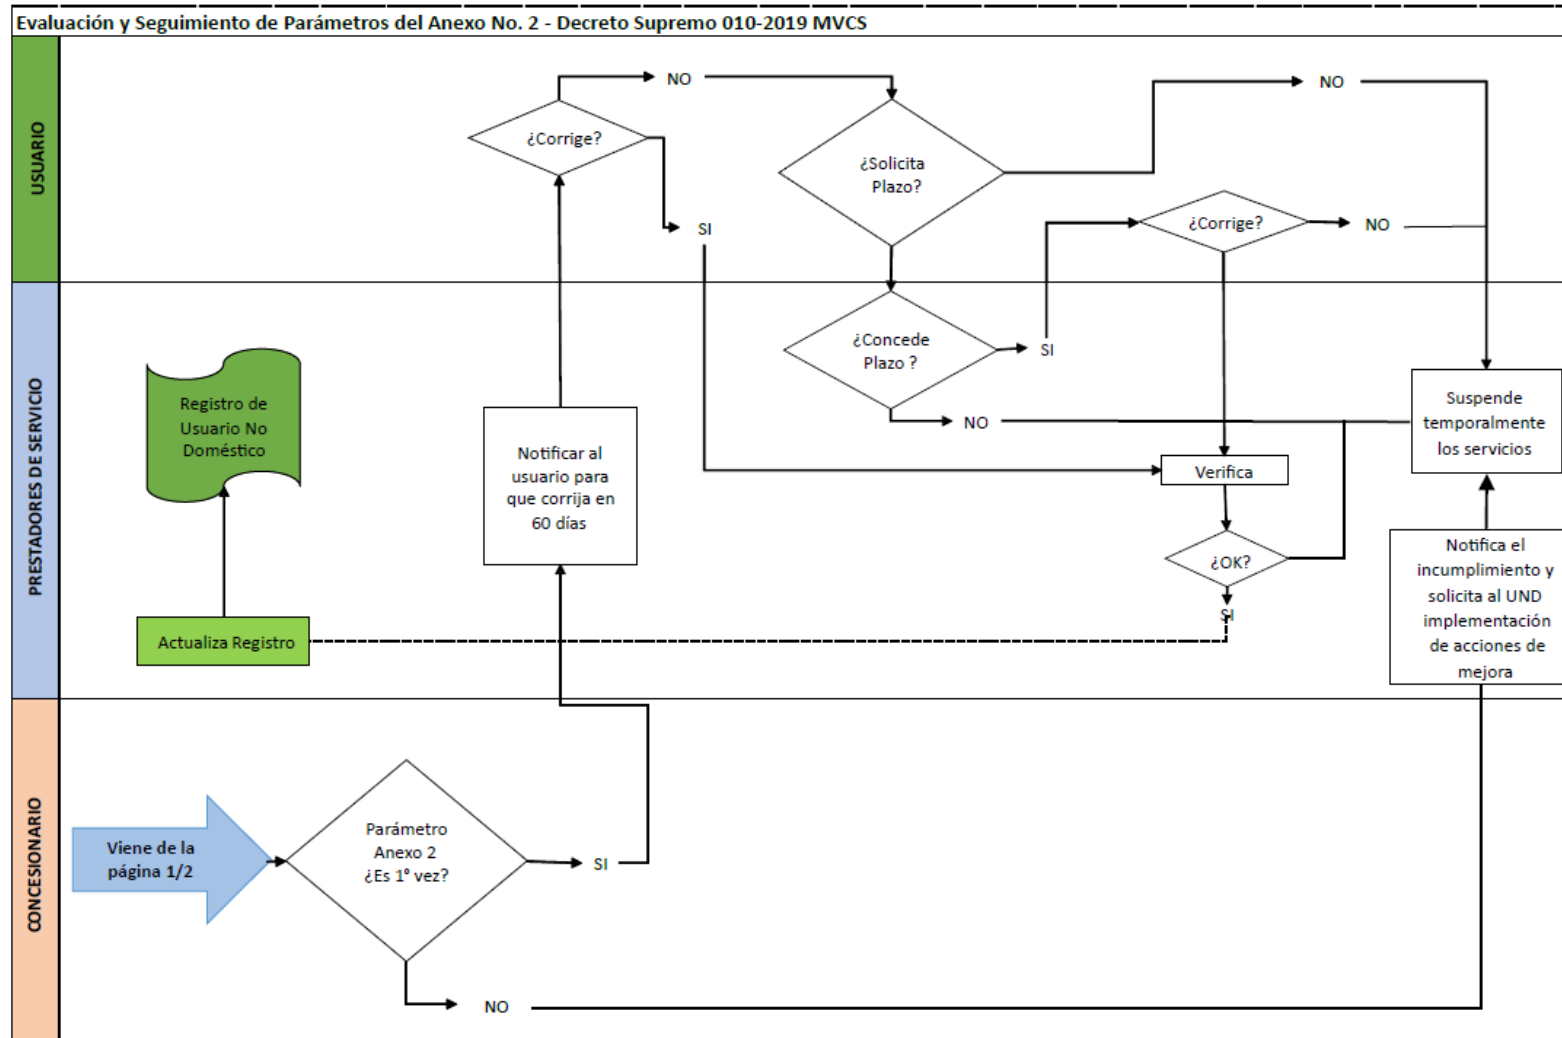 Evaluación y Seguimiento de Parámetros del Anexo No. 2 - Decreto Supremo 010-2019 MVCS
USUARIO
¿Corrige?
NO
SI
¿Solicita
Plazo?
NO
¿Corrige?
NO
PRESTADORES DE SERVICIO
Registro de
Usuario No
Doméstico
Actualiza Registro
Notificar al
usuario para
que corrija en
60 días
¿Concede
Plazo ?
SI
NO
Verifica
¿OK?
SI
Suspende
temporalmente
los servicios
Notifica el
incumplimiento y
solicita al UND
implementación
de acciones de
mejora
CONCESIONARIO
Viene de la
página 1/2
Parámetro
Anexo 2
¿Es 1º vez?
SI
NO